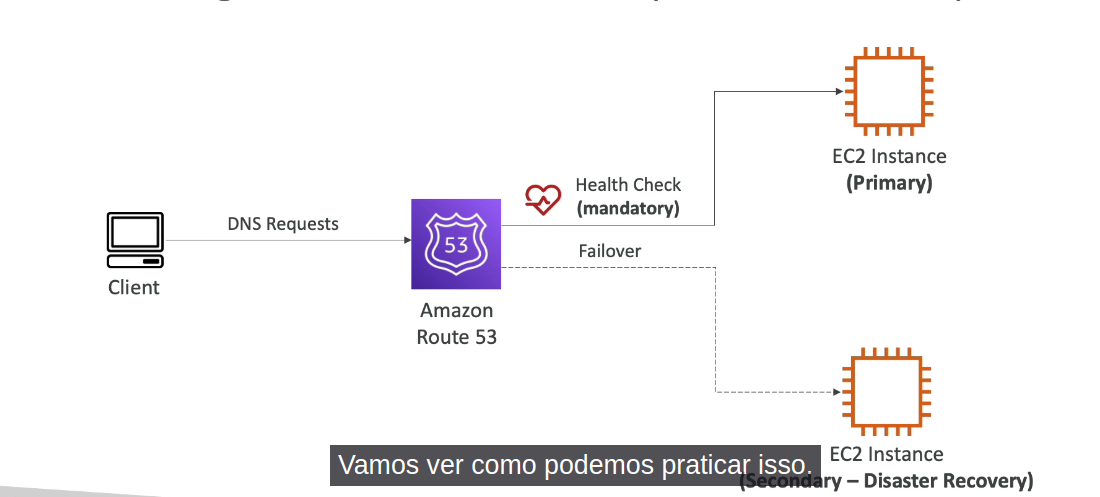 EC2 Instance
(Primary)
Health Check
(mandatory)
DNS Requests
53
Failover
Client
Amazon
Route 53
EC2 Instance
(Secondary – Disaster Recovery)
Vamos ver como podemos praticar isso.